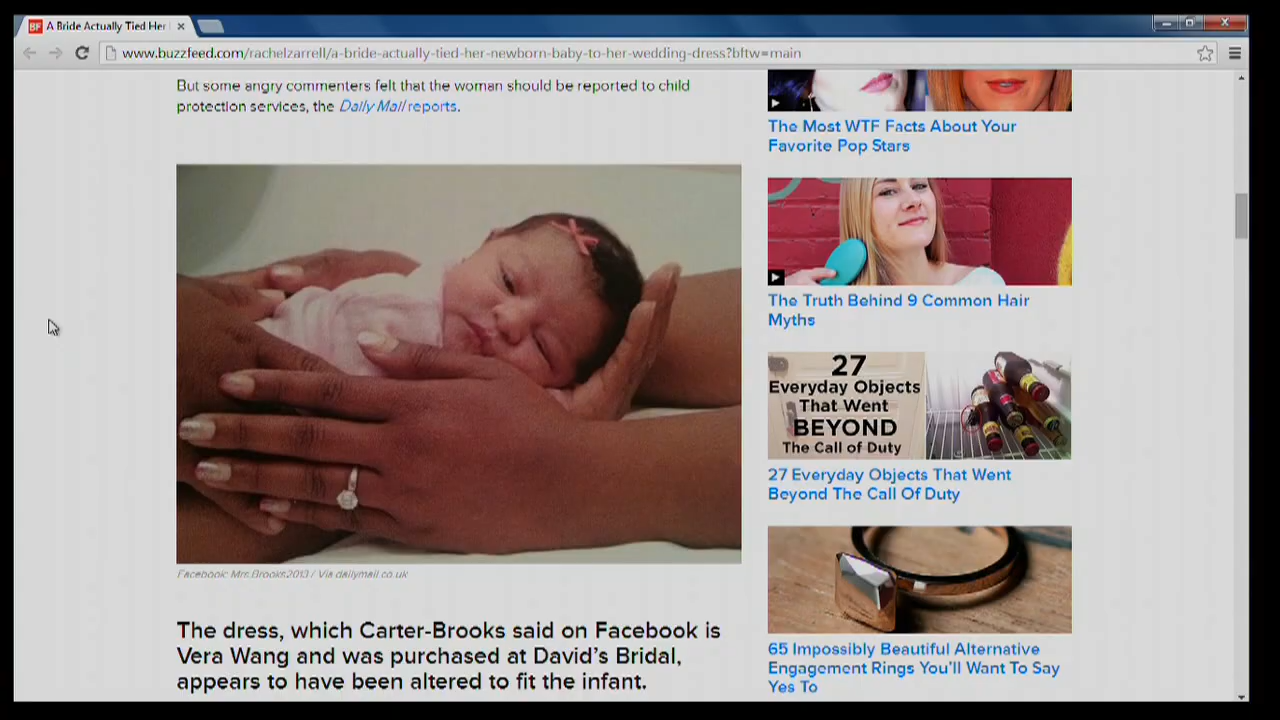 A Bride Actually Tied Her
www.buzzfeed.com/rachelzarrell/a-bride-actually-tied-her-newborn-baby-to-her-wedding-dress?bftw=main
But some angry commenters felt that the woman should be reported to child
protection services, the Daily Mail reports.
Facebook: Mrs.Brooks2013 / Via dailymail.co.uk
The dress, which Carter-Brooks said on Facebook is
Vera Wang and was purchased at David's Bridal,
appears to have been altered to fit the infant.
The Most WTF Facts About Your
Favorite Pop Stars
The Truth Behind 9 Common Hair
Myths
27
Everyday Objects
That Went
BEYOND
The Call of Duty
27 Everyday Objects That Went
Beyond The Call Of Duty
65 Impossibly Beautiful Alternative
Engagement Rings You'll Want To Say
Yes To